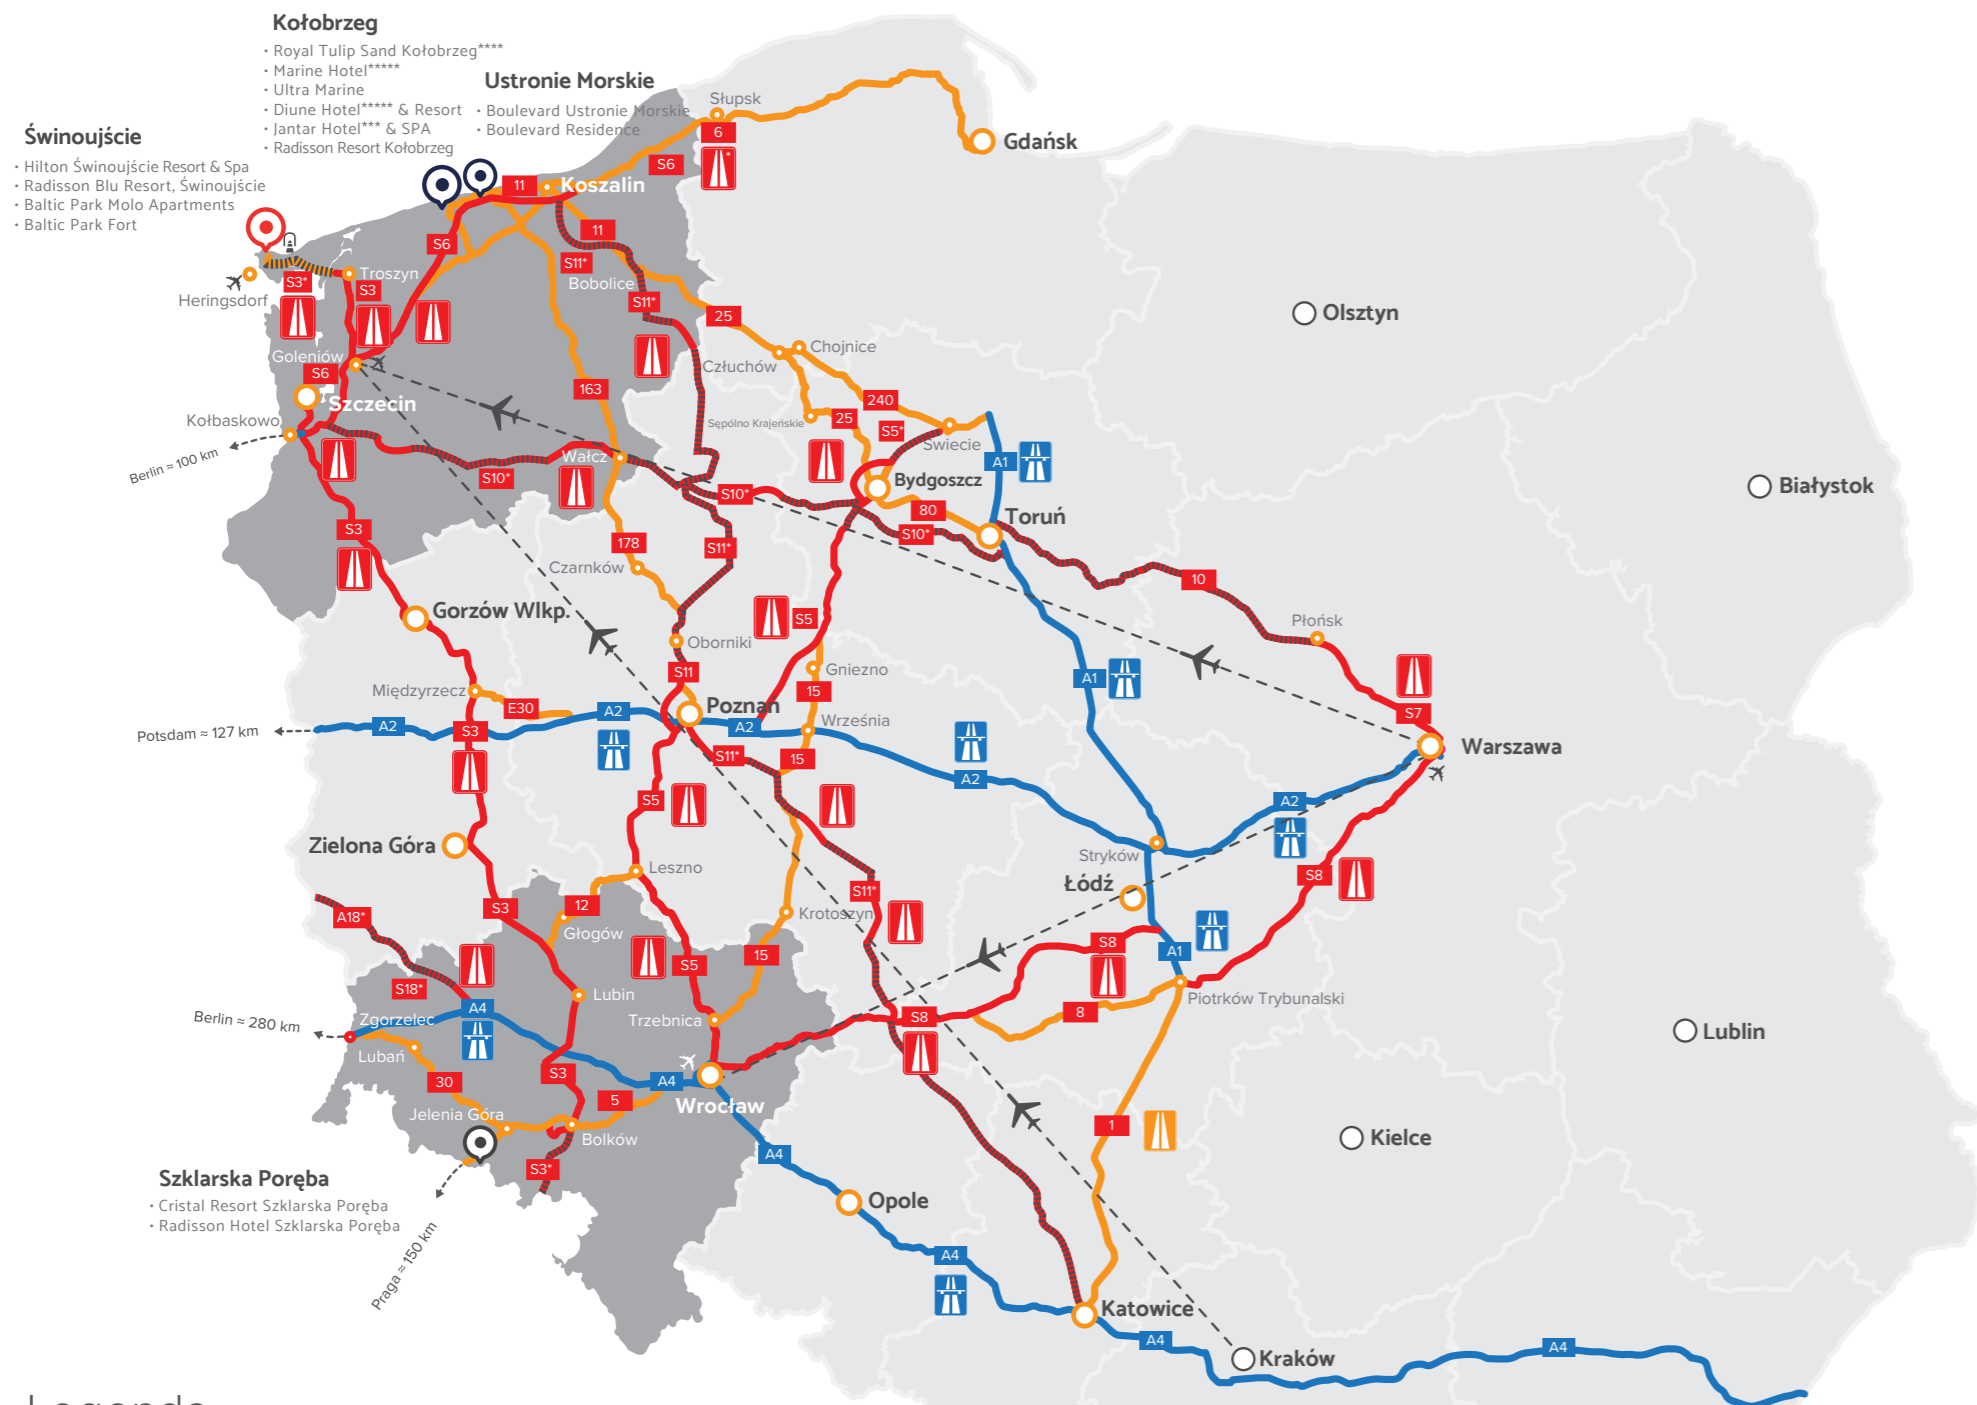 Kołobrzeg
· Royal Tulip Sand Kołobrzeg****
· Marine Hotel*****
· Ultra Marine
· Diune Hotel***** & Resort
· Jantar Hotel*** & SPA
· Radisson Resort Kołobrzeg
Ustronie Morskie
· Boulevard Ustronie Morskie
· Boulevard Residence
Świnoujście
· Hilton Świnoujście Resort & Spa
· Radisson Blu Resort, Świnoujście
· Baltic Park Molo Apartments
· Baltic Park Fort
Słupsk
6
*
Gdańsk
S6
11
Koszalin
11
S6
S11*
Bobolice
Troszyn
S3*
S3
Heringsdorf
S11*
25
Olsztyn
Goleniów
S6
Człuchów
Chojnice
163
240
Szczecin
25
Sępólno Krajeńskie
S5*
Świecie
Kołbaskowo
Berlin ≈ 100 km
Wałcz
S10*
S10*
A1
Bydgoszcz
Białystok
80
Toruń
S10*
S3
178
S11*
Czarnków
10
Gorzów Wlkp.
S5
Płońsk
Oborniki
S11
Gniezno
A1
Międzyrzecz
15
E30
A2
Poznań
S7
Września
A2
A2
Potsdam ≈ 127 km
S3
S11*
15
Warszawa
A2
S5
A2
Zielona Góra
Stryków
Leszno
S8
Łódź
S11*
12
S3
A18*
Krotoszyn
Głogów
S8
15
A1
S5
S18*
Lubin
Piotrków Trybunalski
A4
Zgorzelec
Berlin ≈ 280 km
Trzebnica
S8
8
Lublin
Lubań
S3
30
A4
5
Wrocław
Jelenia Góra
Bolków
1
Kielce
A4
S3*
Szklarska Poręba
· Cristal Resort Szklarska Poręba
· Radisson Hotel Szklarska Poręba
Praga ≈ 150 km
Opole
A4
Katowice
A4
Kraków
A4
Legenda